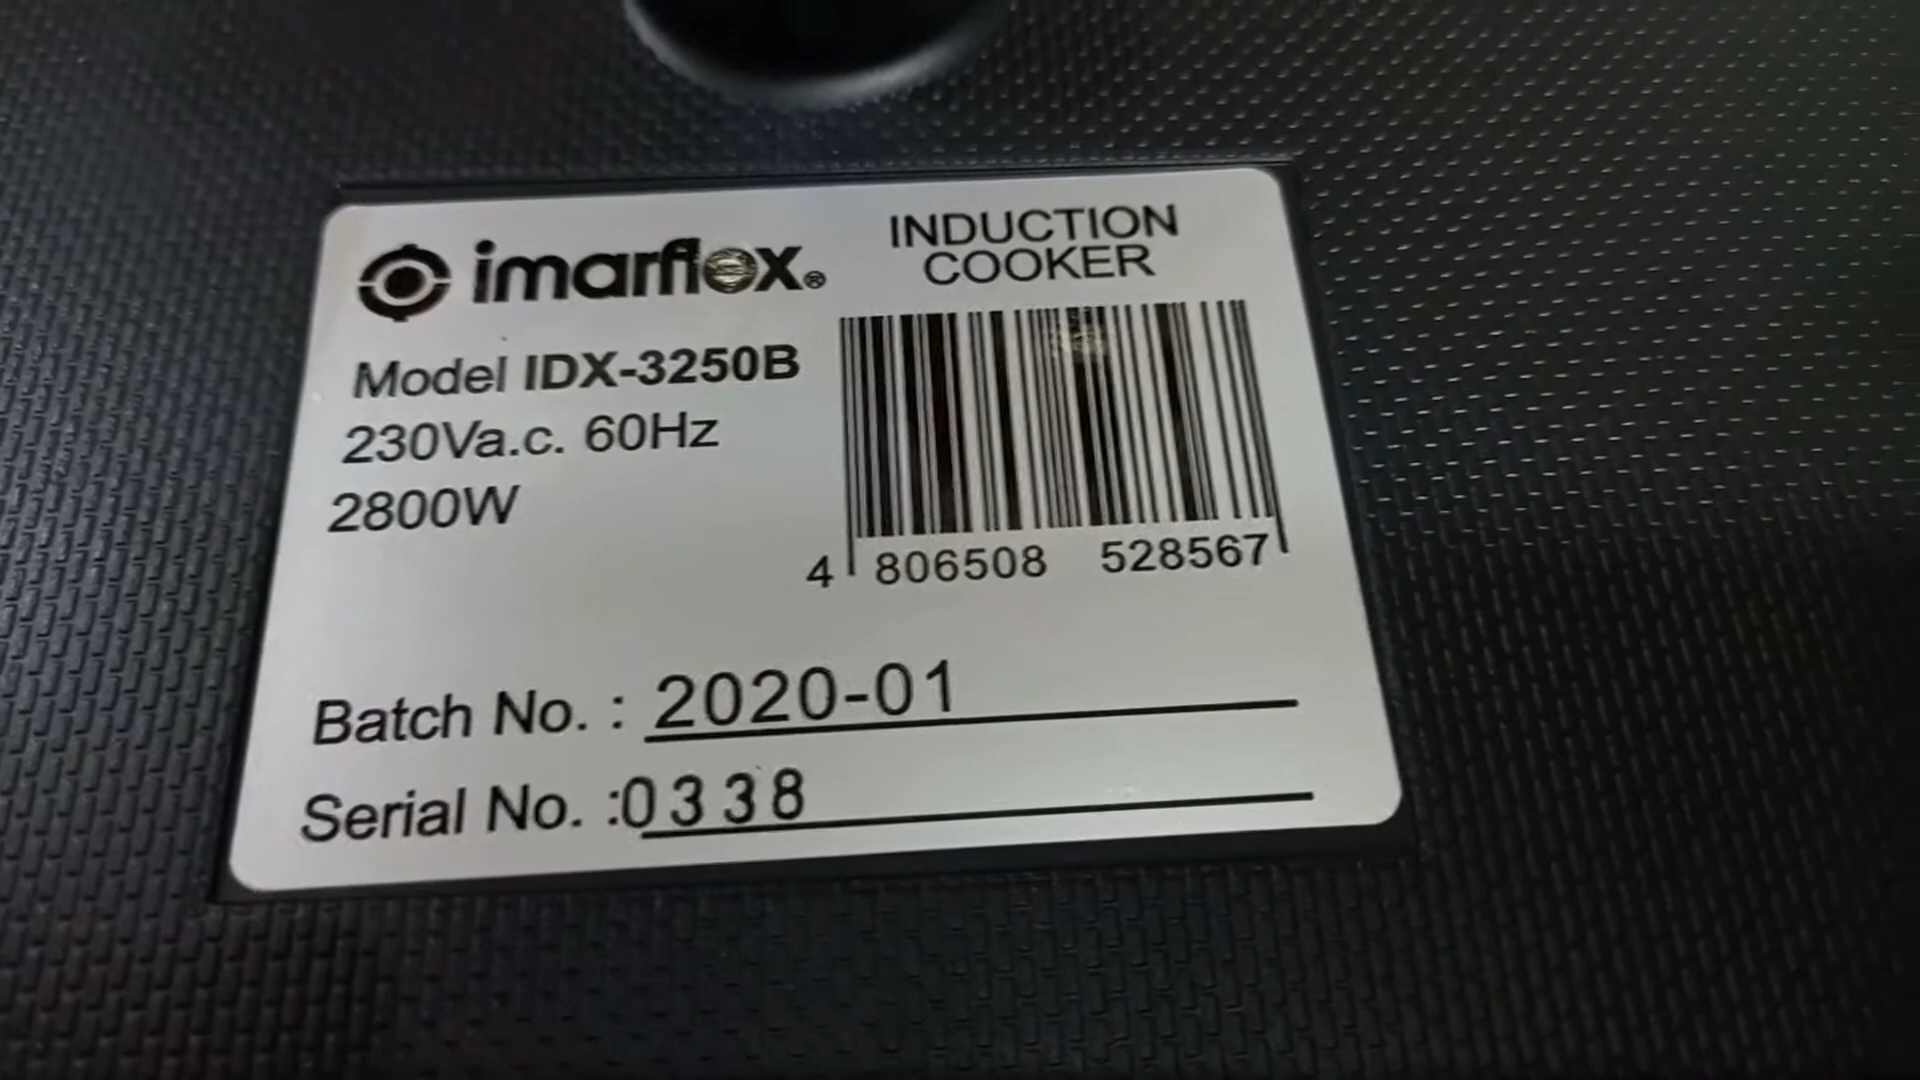 imarflex®
INDUCTION
COOKER
Model IDX-3250B
230Va.c. 60Hz
2800W
4 806508 528567
Batch No. : 2020-01
Serial No. :0338